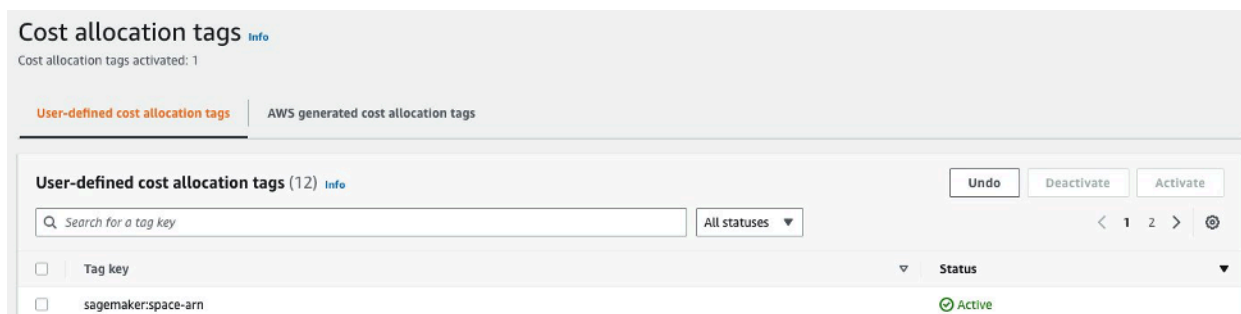 Cost allocation tags Info
Cost allocation tags activated: 1
User-defined cost allocation tags AWS generated cost allocation tags
User-defined cost allocation tags (12) Info Undo Deactivate Activate
Search for a tag key All statuses 1 2
Tag key Status
sagemaker:space-arn Active